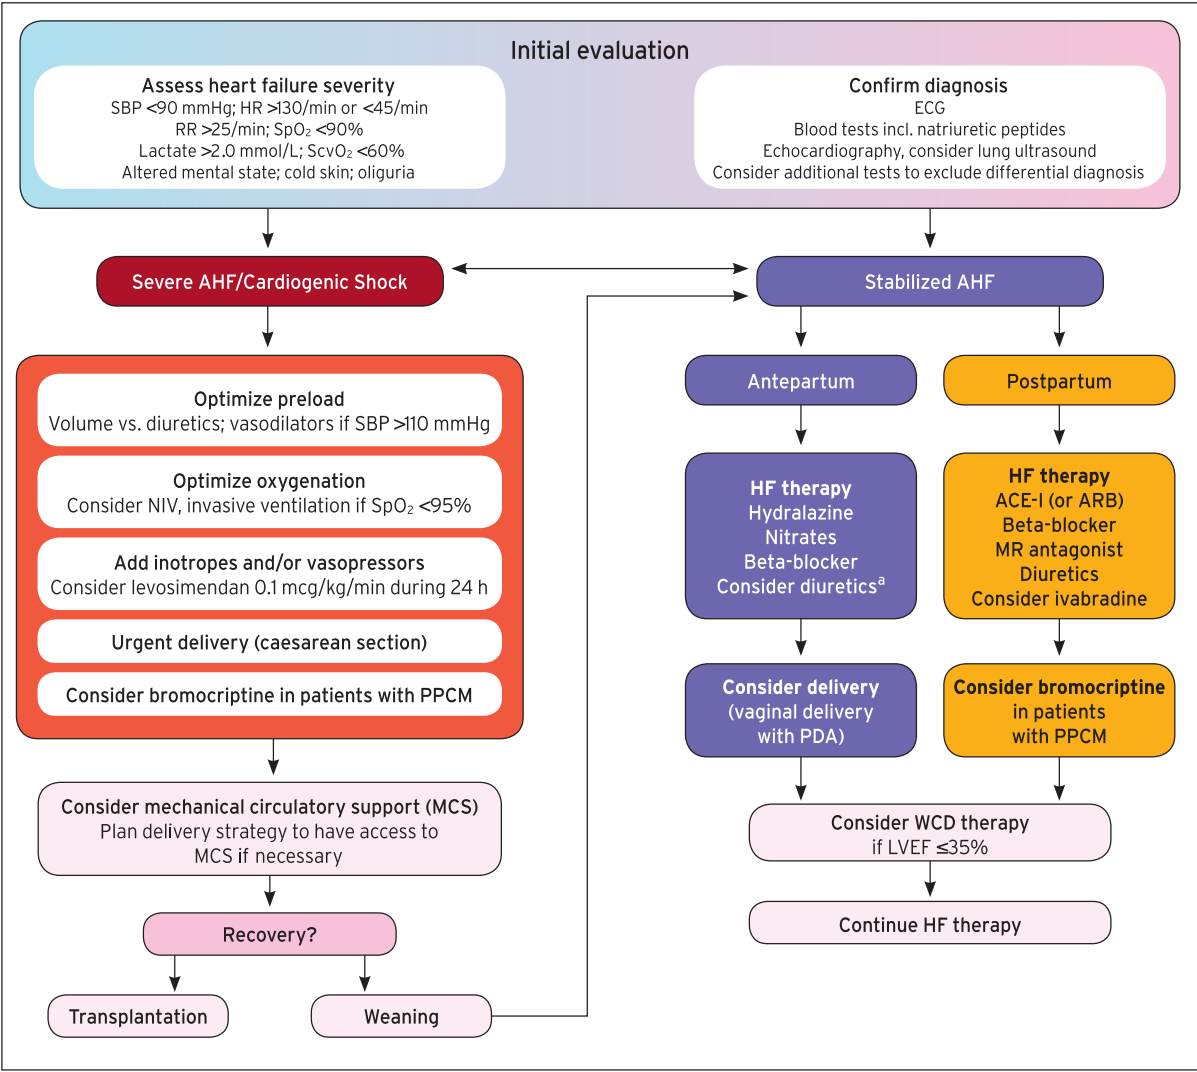 Initial evaluation
Assess heart failure severity
SBP <90 mmHg; HR >130/min or <45/min
RR >25/min; SpO₂ <90%
Lactate >2.0 mmol/L; ScvO₂ <60%
Altered mental state; cold skin; oliguria
Confirm diagnosis
ECG
Blood tests incl. natriuretic peptides
Echocardiography, consider lung ultrasound
Consider additional tests to exclude differential diagnosis
Severe AHF/Cardiogenic Shock
Optimize preload
Volume vs. diuretics; vasodilators if SBP >110 mmHg
Optimize oxygenation
Consider NIV, invasive ventilation if SpO₂ <95%
Add inotropes and/or vasopressors
Consider levosimendan 0.1 mcg/kg/min during 24 h
Urgent delivery (caesarean section)
Consider bromocriptine in patients with PPCM
Consider mechanical circulatory support (MCS)
Plan delivery strategy to have access to
MCS if necessary
Recovery?
Transplantation
Weaning
Stabilized AHF
Antepartum
HF therapy
Hydralazine
Nitrates
Beta-blocker
Consider diureticsᵃ
Consider delivery
(vaginal delivery
with PDA)
Postpartum
HF therapy
ACE-I (or ARB)
Beta-blocker
MR antagonist
Diuretics
Consider ivabradine
Consider bromocriptine
in patients
with PPCM
Consider WCD therapy
if LVEF ≤35%
Continue HF therapy